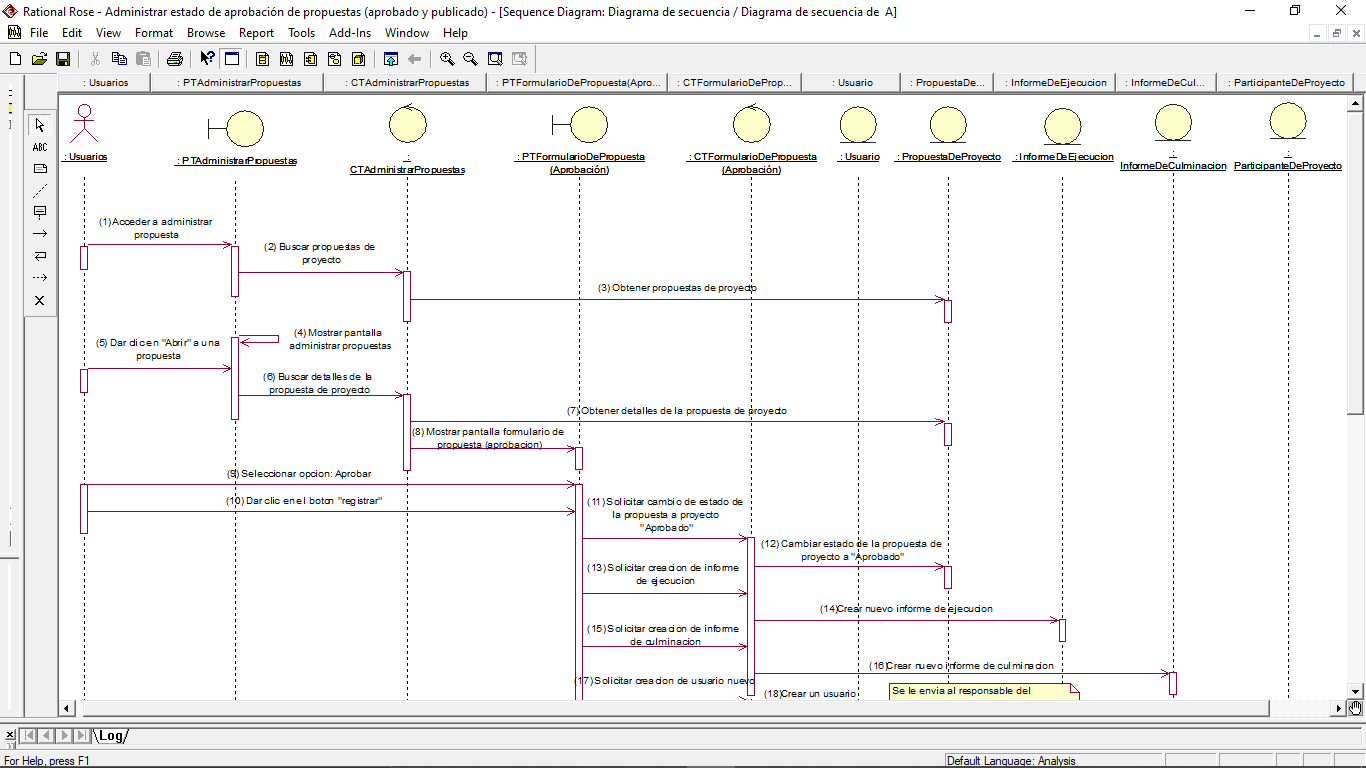 Rational Rose - Administrar estado de aprobación de propuestas (aprobado y publicado) - [Sequence Diagram: Diagrama de secuencia / Diagrama de secuencia de A]
File Edit View Format Browse Report Tools Add-Ins Window Help
: Usuarios : PTAdministrarPropuestas : CTAdministrarPropuestas : PTFormularioDePropuesta(Apro... : CTFormularioDeProp... : Usuario : PropuestaDe... : InformeDeEjecucion : InformeDeCul... : ParticipanteDeProyecto
ABC
: Usuarios
: PTAdministrarPropuestas
:
CTAdministrarPropuestas
: PTFormularioDePropuesta
(Aprobación)
: CTFormularioDePropuesta
(Aprobación)
: Usuario
: PropuestaDeProyecto
: InformeDeEjecucion
:
InformeDeCulminacion
:
ParticipanteDeProyecto
(1) Acceder a administrar
propuesta
(2) Buscar propuestas de
proyecto
(3) Obtener propuestas de proyecto
(4) Mostrar pantalla
administrar propuestas
(5) Dar clic en "Abrir" a una
propuesta
(6) Buscar detalles de la
propuesta de proyecto
(7) Obtener detalles de la propuesta de proyecto
(8) Mostrar pantalla formulario de
propuesta (aprobacion)
(9) Seleccionar opcion: Aprobar
(10) Dar clic en el boton "registrar"
(11) Solicitar cambio de estado de
la propuesta a proyecto
"Aprobado"
(12) Cambiar estado de la propuesta de
proyecto a "Aprobado"
(13) Solicitar creacion de informe
de ejecucion
(14)Crear nuevo informe de ejecucion
(15) Solicitar creacion de informe
de culminacion
(16)Crear nuevo informe de culminacion
(17) Solicitar creacion de usuario nuevo
(18)Crear un usuario
Se le envia al responsable del
Log
For Help, press F1
Default Language: Analysis